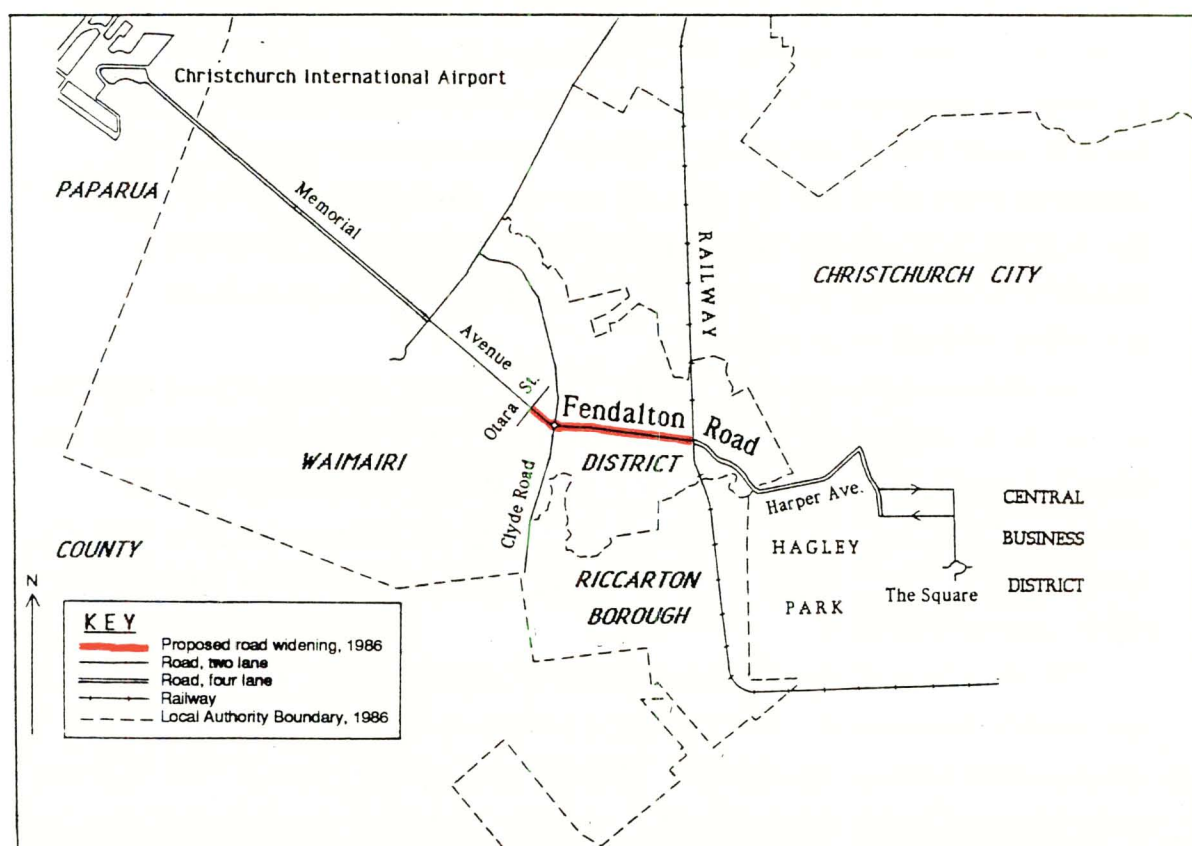 Christchurch International Airport
PAPARUA
Memorial
RAILWAY
CHRISTCHURCH CITY
Avenue
Otara St.
Fendalton Road
WAIMAIRI
DISTRICT
Clyde Road
Harper Ave.
CENTRAL
BUSINESS
DISTRICT
HAGLEY
PARK
The Square
COUNTY
RICCARTON
BOROUGH
N
KEY
Proposed road widening, 1986
Road, two lane
Road, four lane
Railway
Local Authority Boundary, 1986